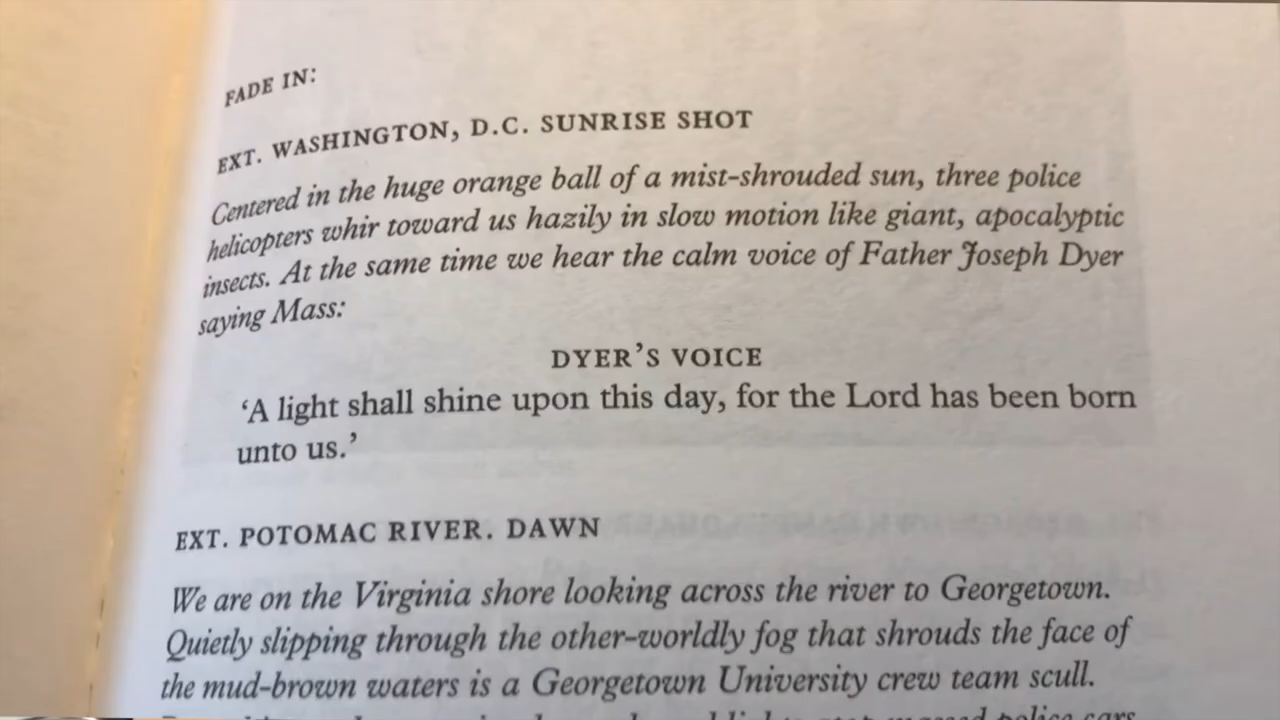 FADE IN:
EXT. WASHINGTON, D.C. SUNRISE SHOT
Centered in the huge orange ball of a mist-shrouded sun, three police
helicopters whir toward us hazily in slow motion like giant, apocalyptic
insects. At the same time we hear the calm voice of Father Joseph Dyer
saying Mass:
DYER'S VOICE
‘A light shall shine upon this day, for the Lord has been born
unto us.’
EXT. POTOMAC RIVER. DAWN
We are on the Virginia shore looking across the river to Georgetown.
Quietly slipping through the other-worldly fog that shrouds the face of
the mud-brown waters is a Georgetown University crew team scull.
police cars